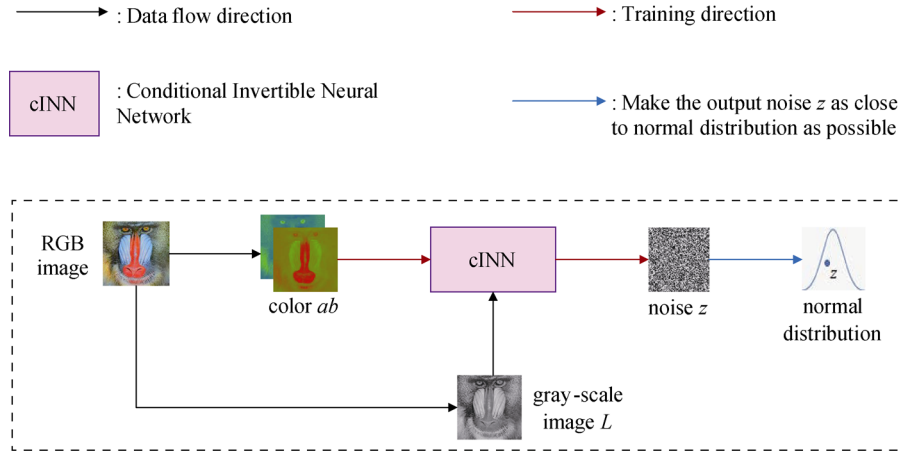 : Data flow direction
: Training direction
cINN
: Conditional Invertible Neural
Network
: Make the output noise z as close
to normal distribution as possible
RGB
image
color ab
cINN
noise z
z
normal
distribution
gray-scale
image L